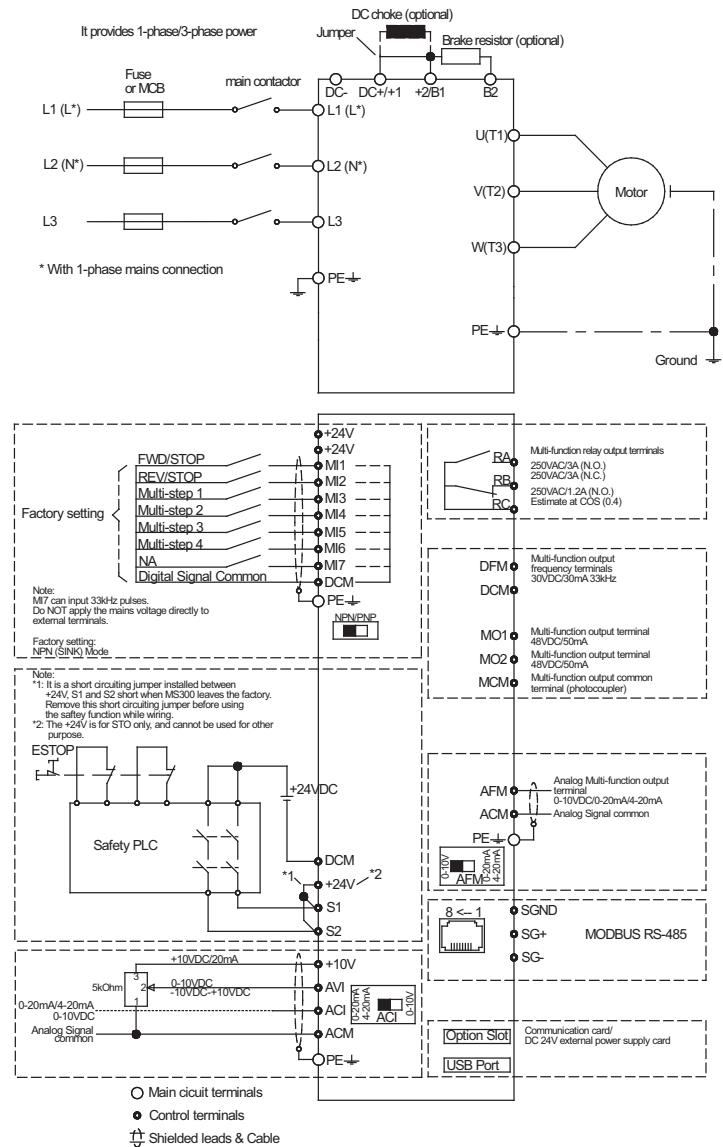 It provides 1-phase/3-phase power
DC choke (optional)
Jumper
Brake resistor (optional)
Fuse
or MCB
main contactor
DC-
DC+/+1
+2/B1
B2
L1 (L*)
L1 (L*)
U(T1)
L2 (N*)
L2 (N*)
V(T2)
Motor
L3
L3
W(T3)
* With 1-phase mains connection
PE
PE
Ground
+24V
+24V
FWD/STOP
MI1
REV/STOP
MI2
Multi-step 1
MI3
Multi-step 2
MI4
Factory setting
Multi-step 3
MI5
Multi-step 4
MI6
NA
MI7
Digital Signal Common
DCM
PE
NPN/PNP
Note:
MI7 can input 33kHz pulses.
Do NOT apply the mains voltage directly to
external terminals.
Factory setting:
NPN (SINK) Mode
RA
RB
RC
Multi-function relay output terminals
250VAC/3A (N.O.)
250VAC/3A (N.C.)
250VAC/1.2A (N.O.)
Estimate at COS (0.4)
DFM
Multi-function output
frequency terminals
30VDC/30mA 33kHz
DCM
MO1
Multi-function output terminal
48VDC/50mA
MO2
Multi-function output terminal
48VDC/50mA
MCM
Multi-function output common
terminal (photocoupler)
Note:
*1: It is a short circuiting jumper installed between
+24V, S1 and S2 short when MS300 leaves the factory.
Remove this short circuiting jumper before using
the saftey function while wiring.
*2: The +24V is for STO only, and cannot be used for other
purpose.
ESTOP
+24VDC
Safety PLC
DCM
*1
+24V
*2
S1
S2
AFM
Analog Multi-function output
terminal
0-10VDC/0-20mA/4-20mA
ACM
Analog Signal common
PE
0-10V
AFM
0-20mA
4-20mA
8 <-- 1
SGND
SG+
SG-
MODBUS RS-485
+10VDC/20mA
+10V
3
5kOhm
2
1
0-10VDC
-10VDC-+10VDC
AVI
0-20mA/4-20mA
0-10VDC
ACI
0-20mA
4-20mA
ACI
0-10V
Analog Signal
common
ACM
PE
Option Slot
Communication card/
DC 24V external power supply card
USB Port
Main cicuit terminals
Control terminals
Shielded leads & Cable